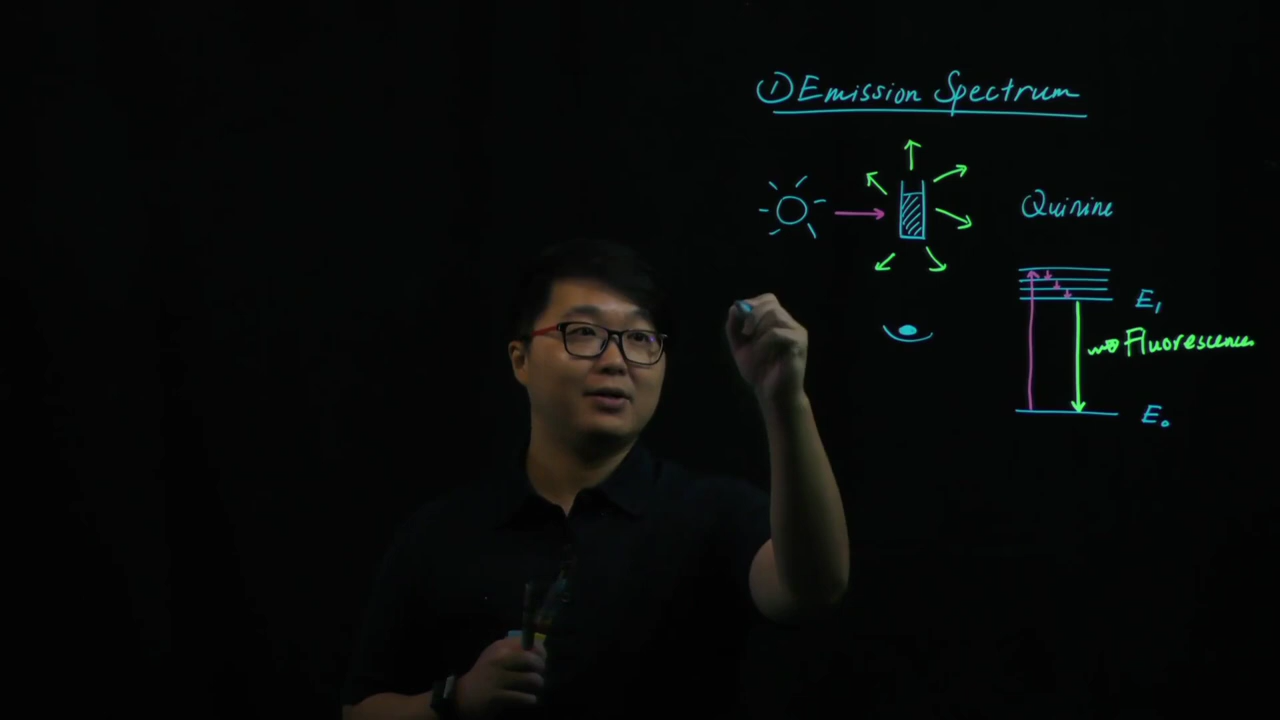 ① Emission Spectrum
Quinine
E₁
Fluorescence
E₀